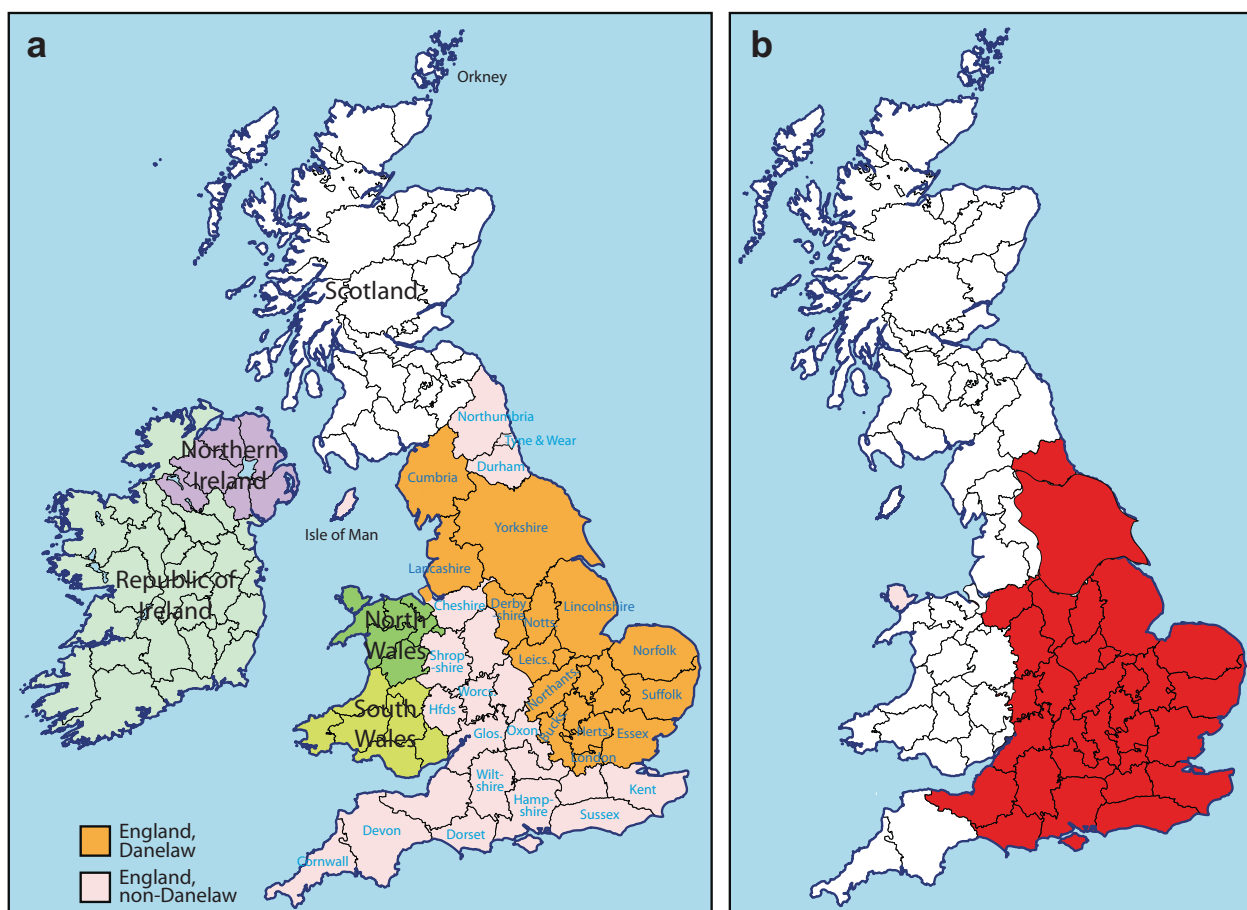 a
b
Orkney
Scotland
Northumbria
Tyne & Wear
Durham
Northern
Ireland
Cumbria
Isle of Man
Yorkshire
Republic of
Ireland
Lancashire
Cheshire
Derby
shire
Notts.
Lincolnshire
North
Wales
Shrop
-shire
Leics.
Norfolk
Northants
Suffolk
Worcs
Hfds
South
Wales
Glos.
Oxon
Bucks
Herts.
Essex
London
Wilt-
shire
Hamp-
shire
Kent
Sussex
Devon
Dorset
Cornwall
England,
Danelaw
England,
non-Danelaw